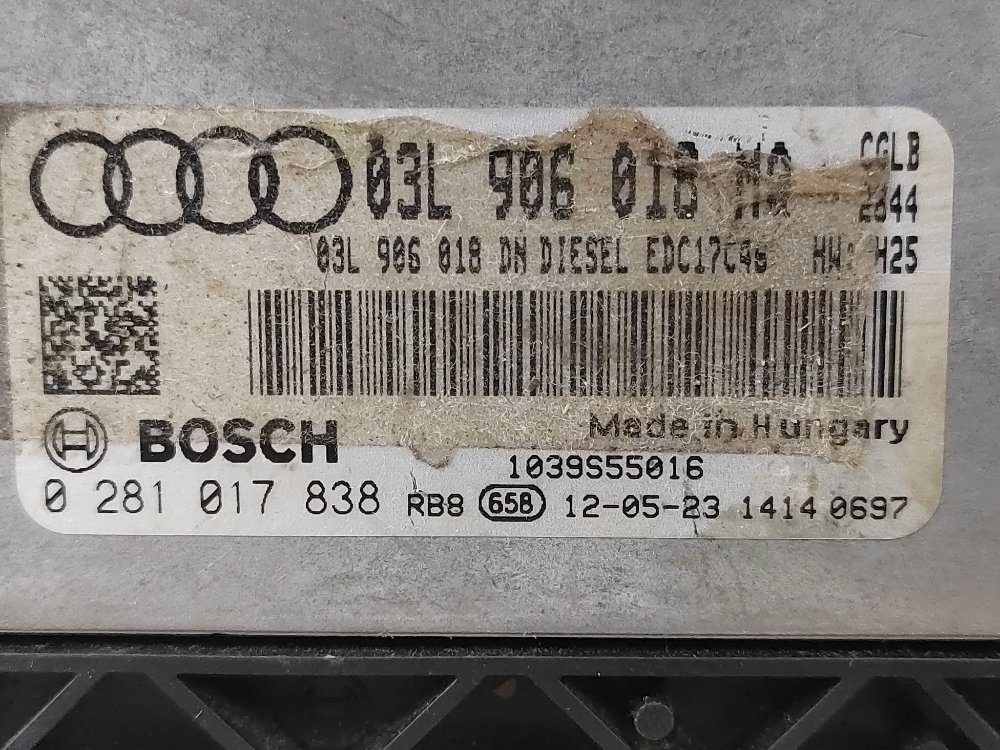 03L 906 018 CGLB
2844
03L 906 018 DN DIESEL EDC17C46 HW: H25
BOSCH
Made in Hungary
1039S55016
0 281 017 838 RB8 658 12-05-23 1414 0697